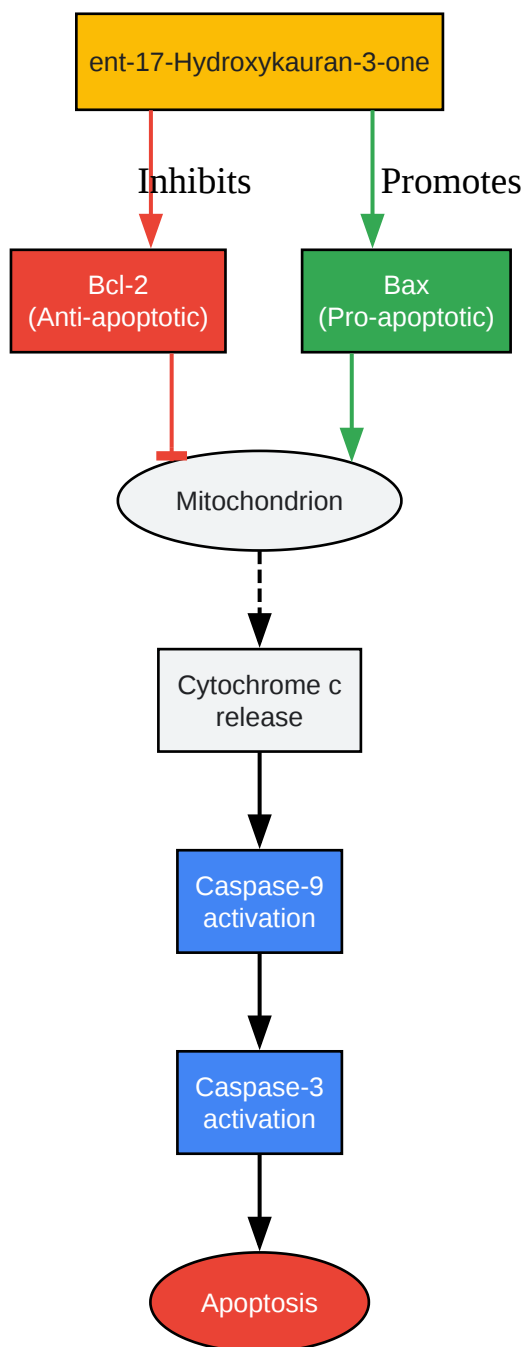 ent-17-Hydroxykauran-3-one
Inhibits
Promotes
Bcl-2
(Anti-apoptotic)
Bax
(Pro-apoptotic)
Mitochondrion
Cytochrome c
release
Caspase-9
activation
Caspase-3
activation
Apoptosis